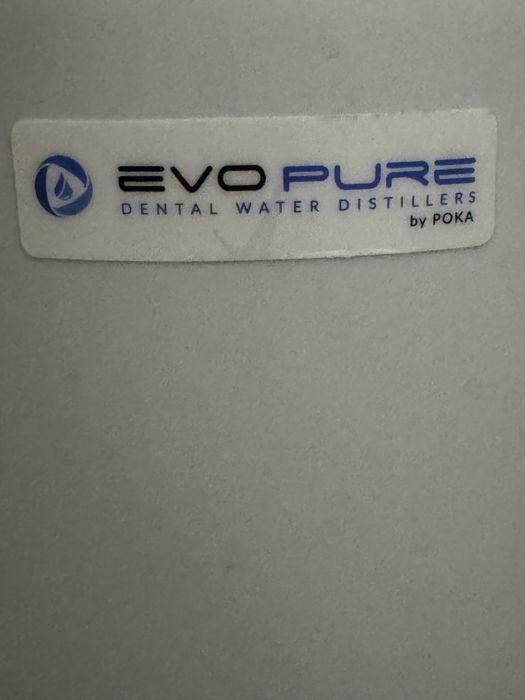 EVO PURE
DENTAL WATER DISTILLERS
by POKA